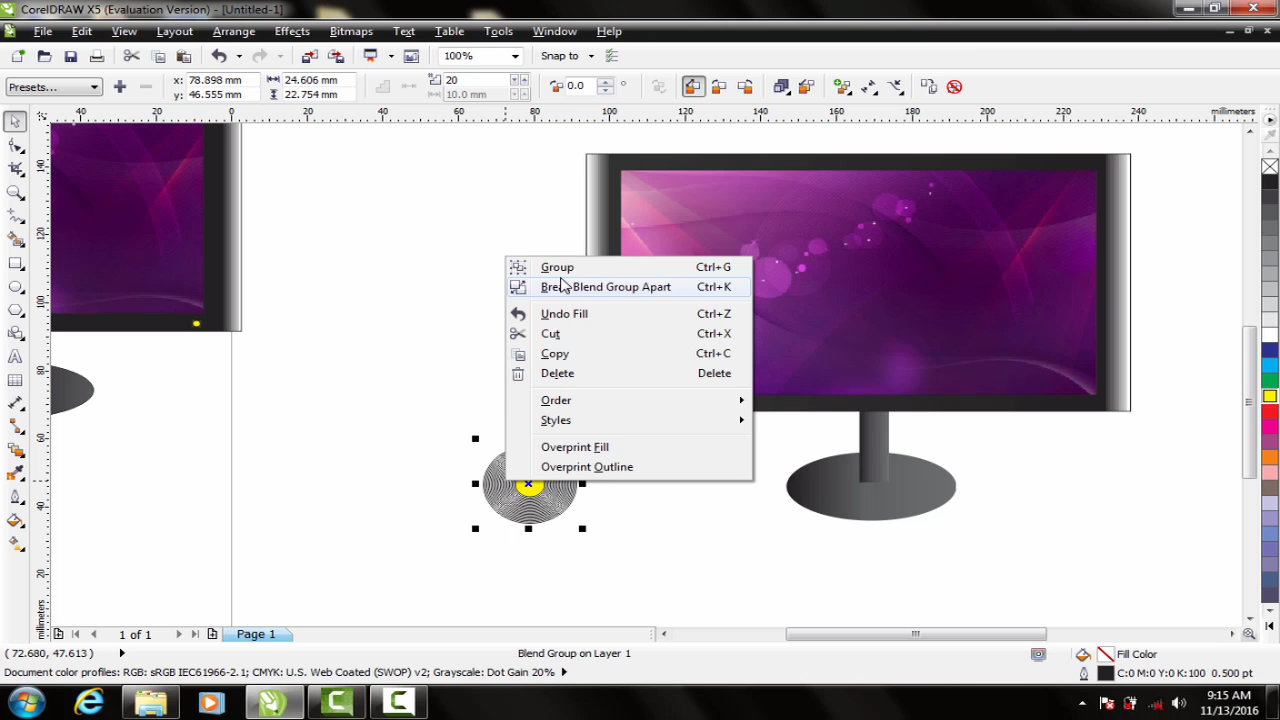 CorelDRAW X5 (Evaluation Version) - [Untitled-1]
File Edit View Layout Arrange Effects Bitmaps Text Table Tools Window Help
100% Snap to
Presets... x: 78.898 mm 24.606 mm 20 0.0 °
y: 46.555 mm 22.754 mm 10.0 mm
40 0 60 80 100 120 140 160 180 200 220 240 millimeters
140
120
100
80
60
40
20
millimeters
Group Ctrl+G
Break Blend Group Apart Ctrl+K
Undo Fill Ctrl+Z
Cut Ctrl+X
Copy Ctrl+C
Delete Delete
Order
Styles
Overprint Fill
Overprint Outline
1 of 1 Page 1
( 72.680, 47.613 ) Blend Group on Layer 1 Fill Color
Document color profiles: RGB: sRGB IEC61966-2.1; CMYK: U.S. Web Coated (SWOP) v2; Grayscale: Dot Gain 20% C:0 M:0 Y:0 K:100 0.500 pt
9:15 AM
11/13/2016